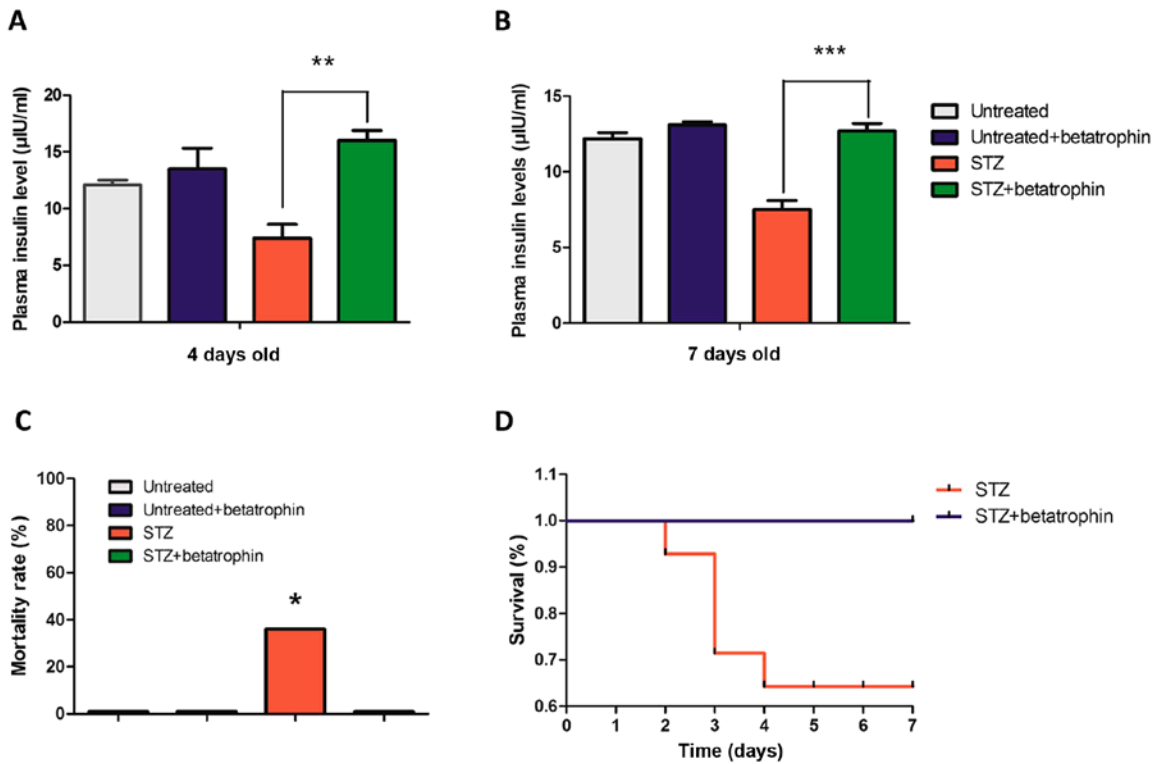 A
**
Plasma insulin level (µIU/ml)
20
15
10
5
0
4 days old
B
***
Plasma insulin levels (µIU/ml)
15
10
5
0
7 days old
Untreated
Untreated+betatrophin
STZ
STZ+betatrophin
C
Mortality rate (%)
100
80
60
40
20
0
Untreated
Untreated+betatrophin
STZ
STZ+betatrophin
*
D
Survival (%)
1.1
1.0
0.9
0.8
0.7
0.6
0 1 2 3 4 5 6 7
Time (days)
STZ
STZ+betatrophin